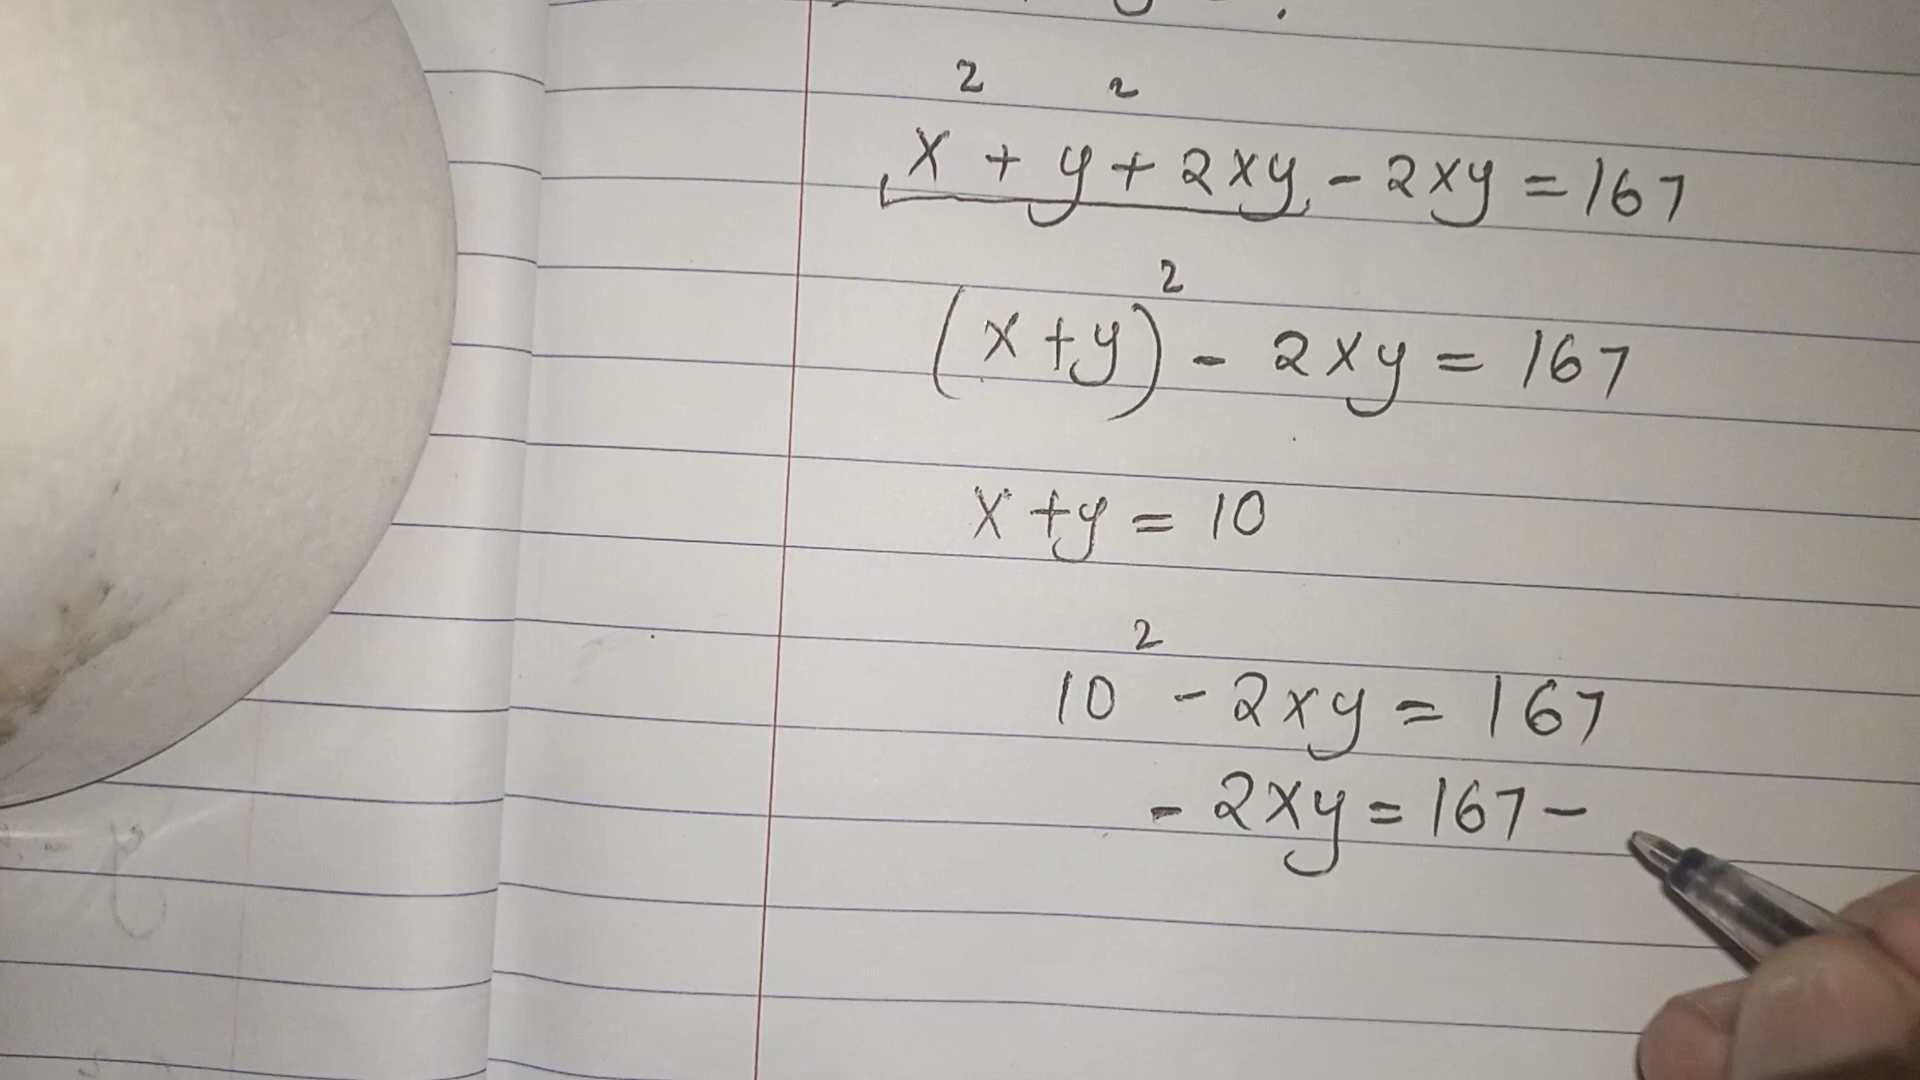 x² + y² + 2xy - 2xy = 167
(x+y)² - 2xy = 167
x+y = 10
10² - 2xy = 167
- 2xy = 167 -